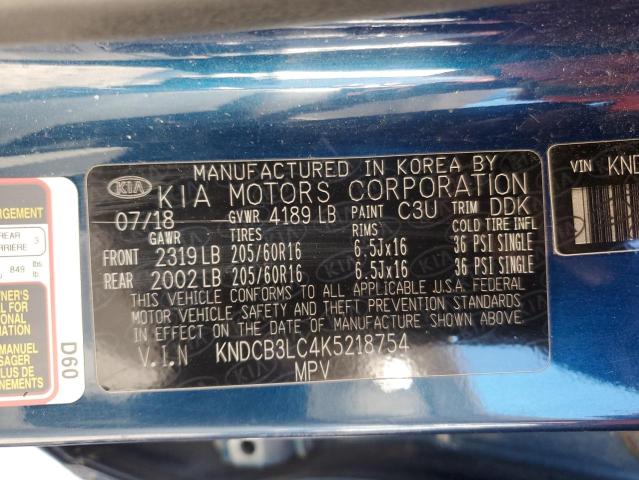 MANUFACTURED IN KOREA BY
KIA KIA MOTORS CORPORATION
07/18 GVWR 4189 LB PAINT C3U TRIM DDK
GAWR TIRES RIMS COLD TIRE INFL
FRONT 2319 LB 205/60R16 6.5Jx16 36 PSI SINGLE
REAR 2002 LB 205/60R16 6.5Jx16 36 PSI SINGLE
THIS VEHICLE CONFORMS TO ALL APPLICABLE U.S.A. FEDERAL
MOTOR VEHICLE SAFETY AND THEFT PREVENTION STANDARDS
IN EFFECT ON THE DATE OF MANUFACTURE SHOWN ABOVE.
V.I.N KNDCB3LC4K5218754
MPV
VIN KND
ARGEMENT
REAR
RRIERE 3
849 lbs.
MANUEL
D60